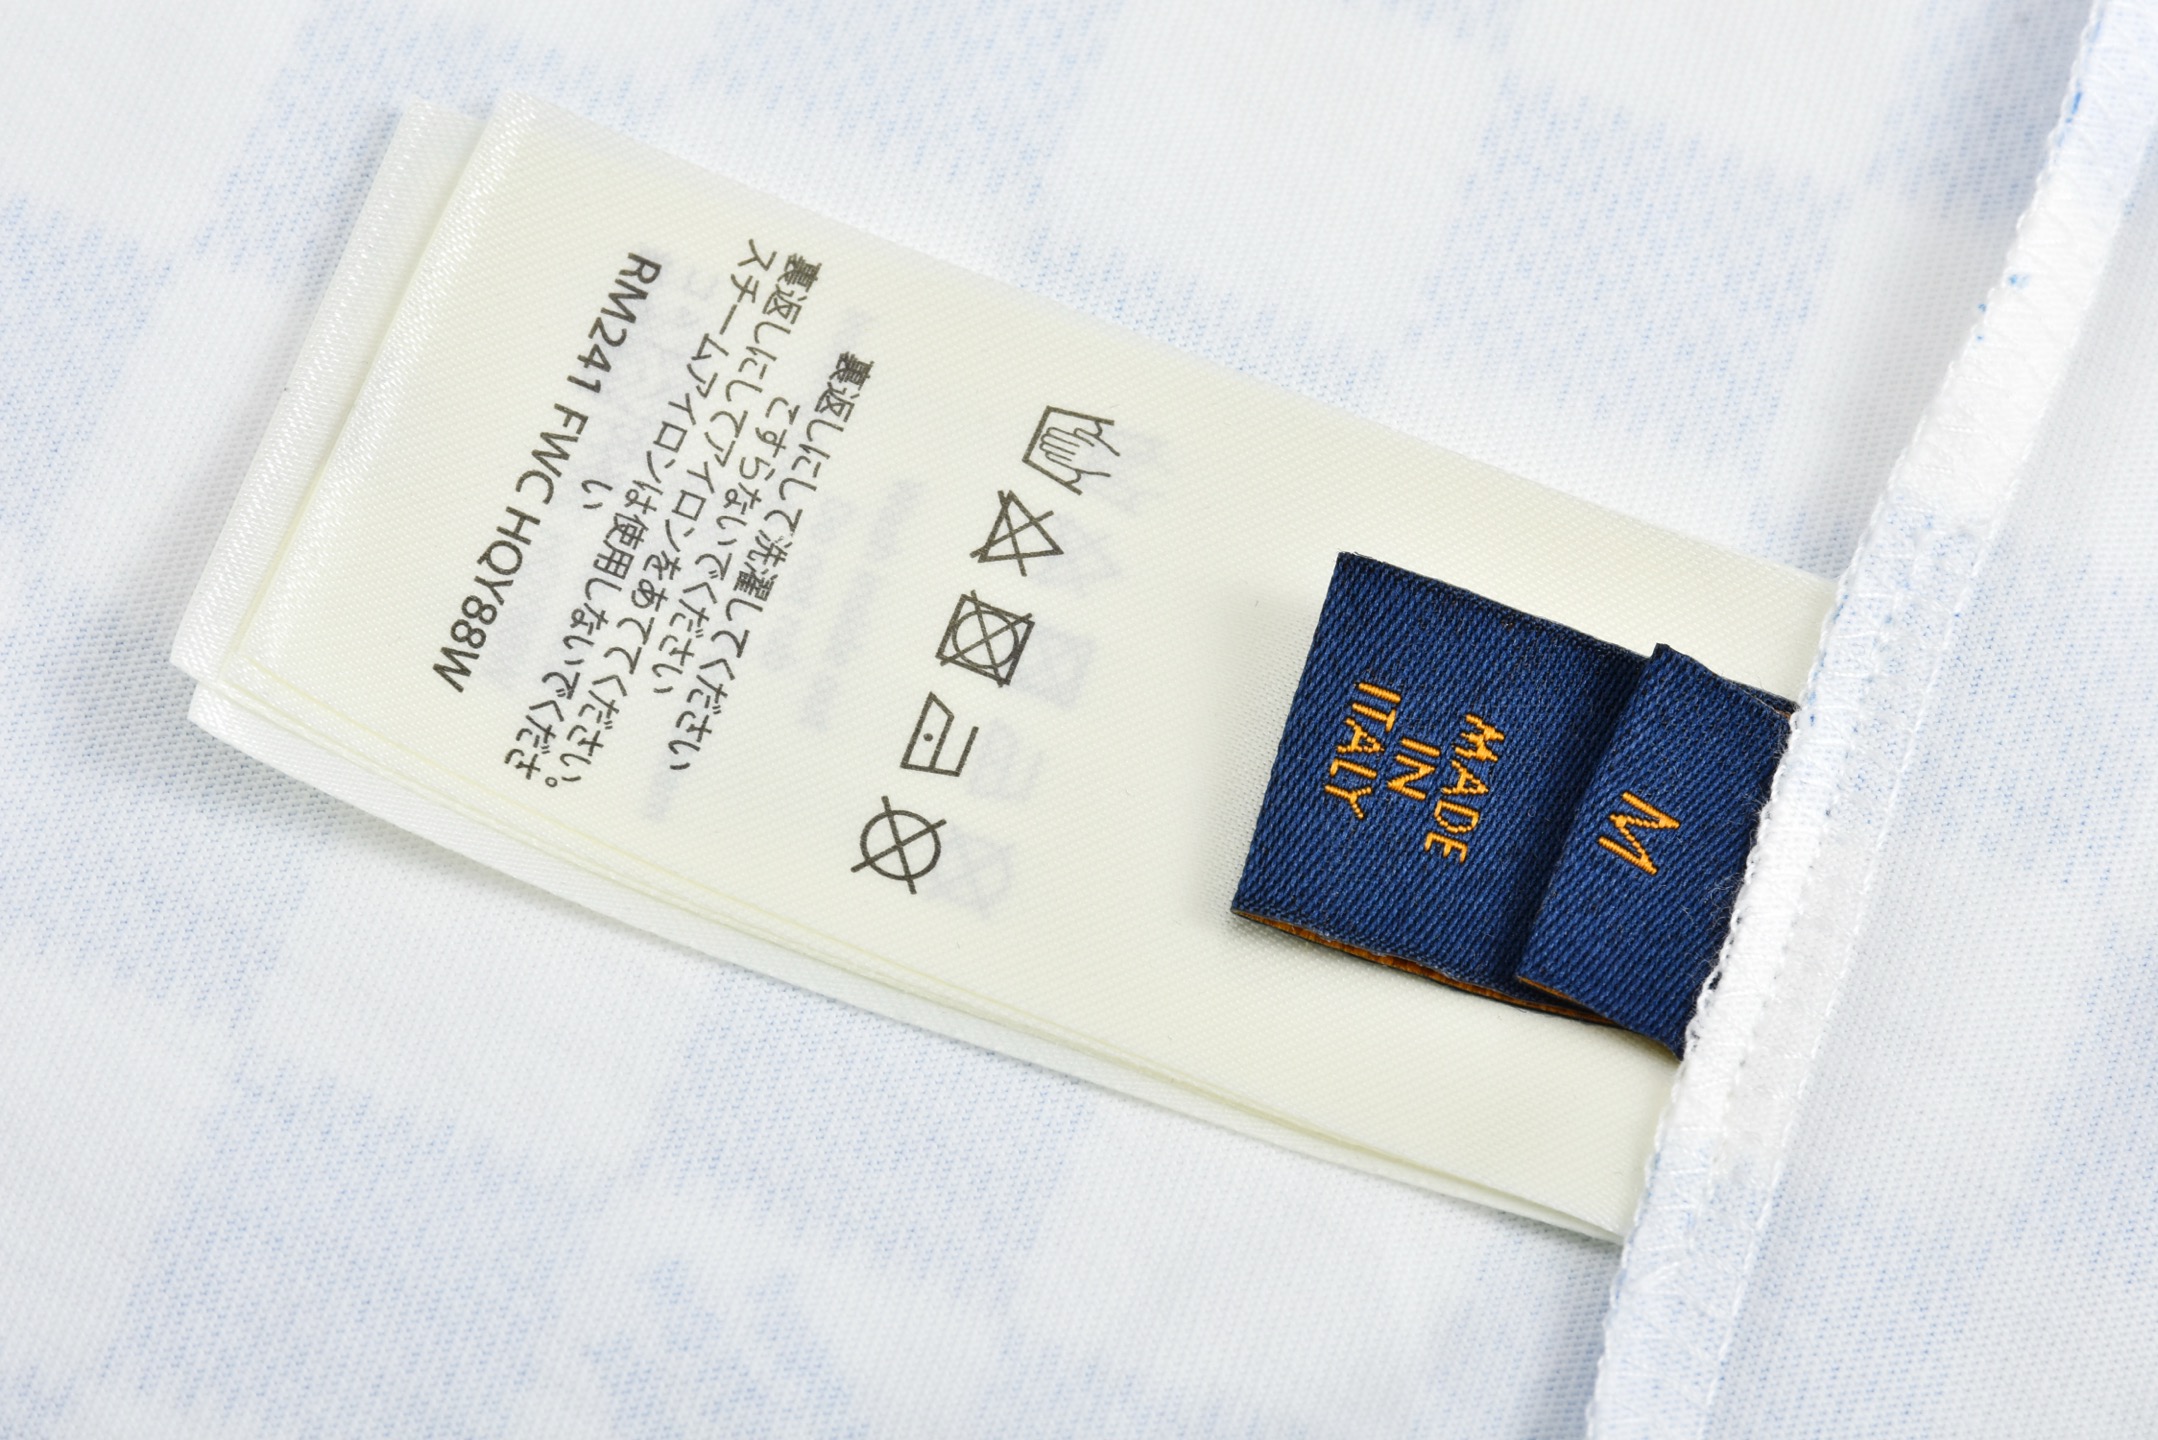 M
MADE
IN
ITALY
裏返しにして洗濯してください
こすらないでください
裏返しにしてアイロンをあててください。
スチームアイロンは使用しないでくださ
い
RM241 FWC HQY88W